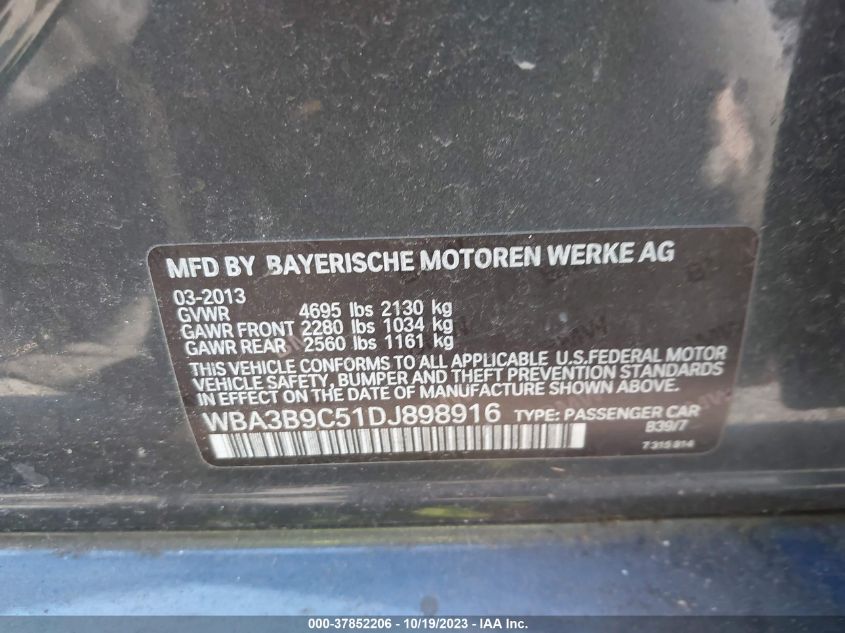 MFD BY BAYERISCHE MOTOREN WERKE AG
03-2013
GVWR 4695 lbs 2130 kg
GAWR FRONT 2280 lbs 1034 kg
GAWR REAR 2560 lbs 1161 kg
THIS VEHICLE CONFORMS TO ALL APPLICABLE U.S.FEDERAL MOTOR
VEHICLE SAFETY, BUMPER AND THEFT PREVENTION STANDARDS
IN EFFECT ON THE DATE OF MANUFACTURE SHOWN ABOVE.
WBA3B9C51DJ898916 TYPE: PASSENGER CAR
B39/7
7 315 814
000-37852206 - 10/19/2023 - IAA Inc.